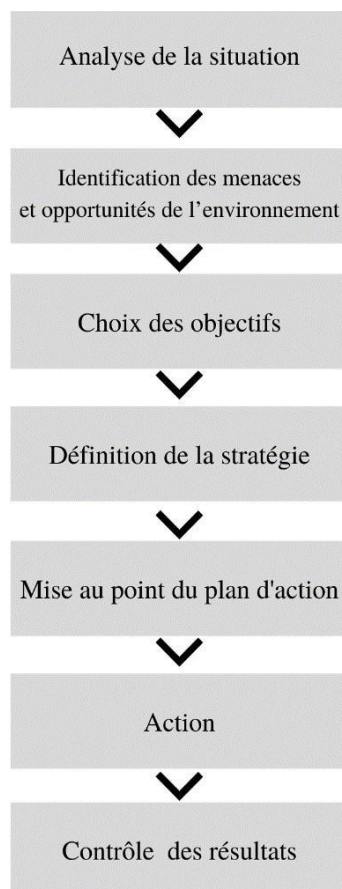 Analyse de la situation
Identification des menaces
et opportunités de l’environnement
Choix des objectifs
Définition de la stratégie
Mise au point du plan d'action
Action
Contrôle des résultats